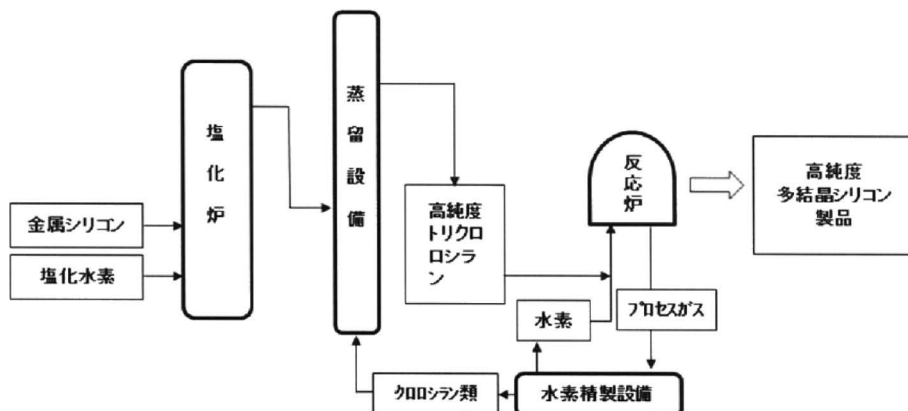 塩化炉
蒸留設備
反応炉
高純度
多結晶シリコン
製品
金属シリコン
塩化水素
高純度
トリクロ
ロシラ
ン
水素
プロセスガス
クロロシラン類
水素精製設備